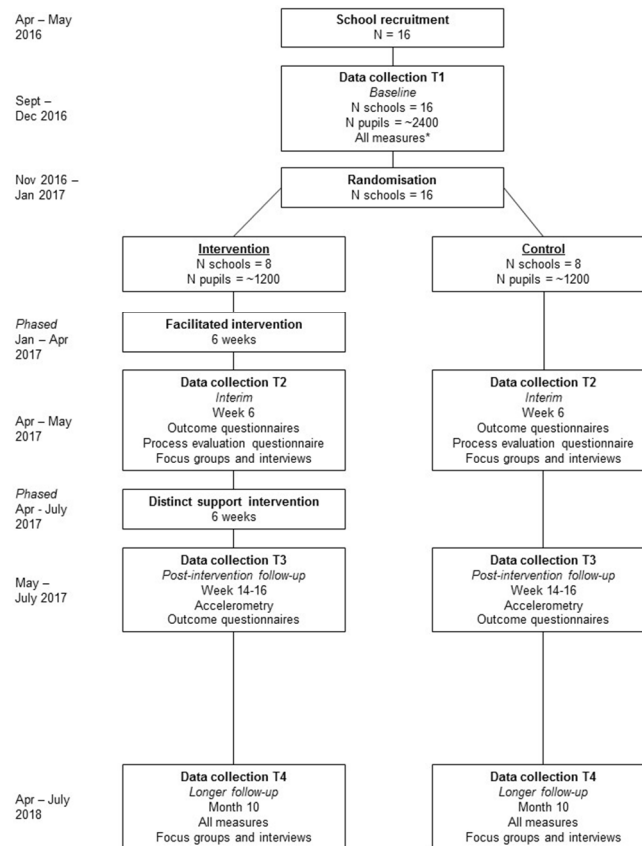 Apr – May
2016
School recruitment
N = 16
Sept –
Dec 2016
Data collection T1
Baseline
N schools = 16
N pupils = ~2400
All measures*
Nov 2016 –
Jan 2017
Randomisation
N schools = 16
Intervention
N schools = 8
N pupils = ~1200
Control
N schools = 8
N pupils = ~1200
Phased
Jan – Apr
2017
Facilitated intervention
6 weeks
Apr – May
2017
Data collection T2
Interim
Week 6
Outcome questionnaires
Process evaluation questionnaire
Focus groups and interviews
Data collection T2
Interim
Week 6
Outcome questionnaires
Process evaluation questionnaire
Focus groups and interviews
Phased
Apr - July
2017
Distinct support intervention
6 weeks
May –
July 2017
Data collection T3
Post-intervention follow-up
Week 14-16
Accelerometry
Outcome questionnaires
Data collection T3
Post-intervention follow-up
Week 14-16
Accelerometry
Outcome questionnaires
Apr – July
2018
Data collection T4
Longer follow-up
Month 10
All measures
Focus groups and interviews
Data collection T4
Longer follow-up
Month 10
All measures
Focus groups and interviews